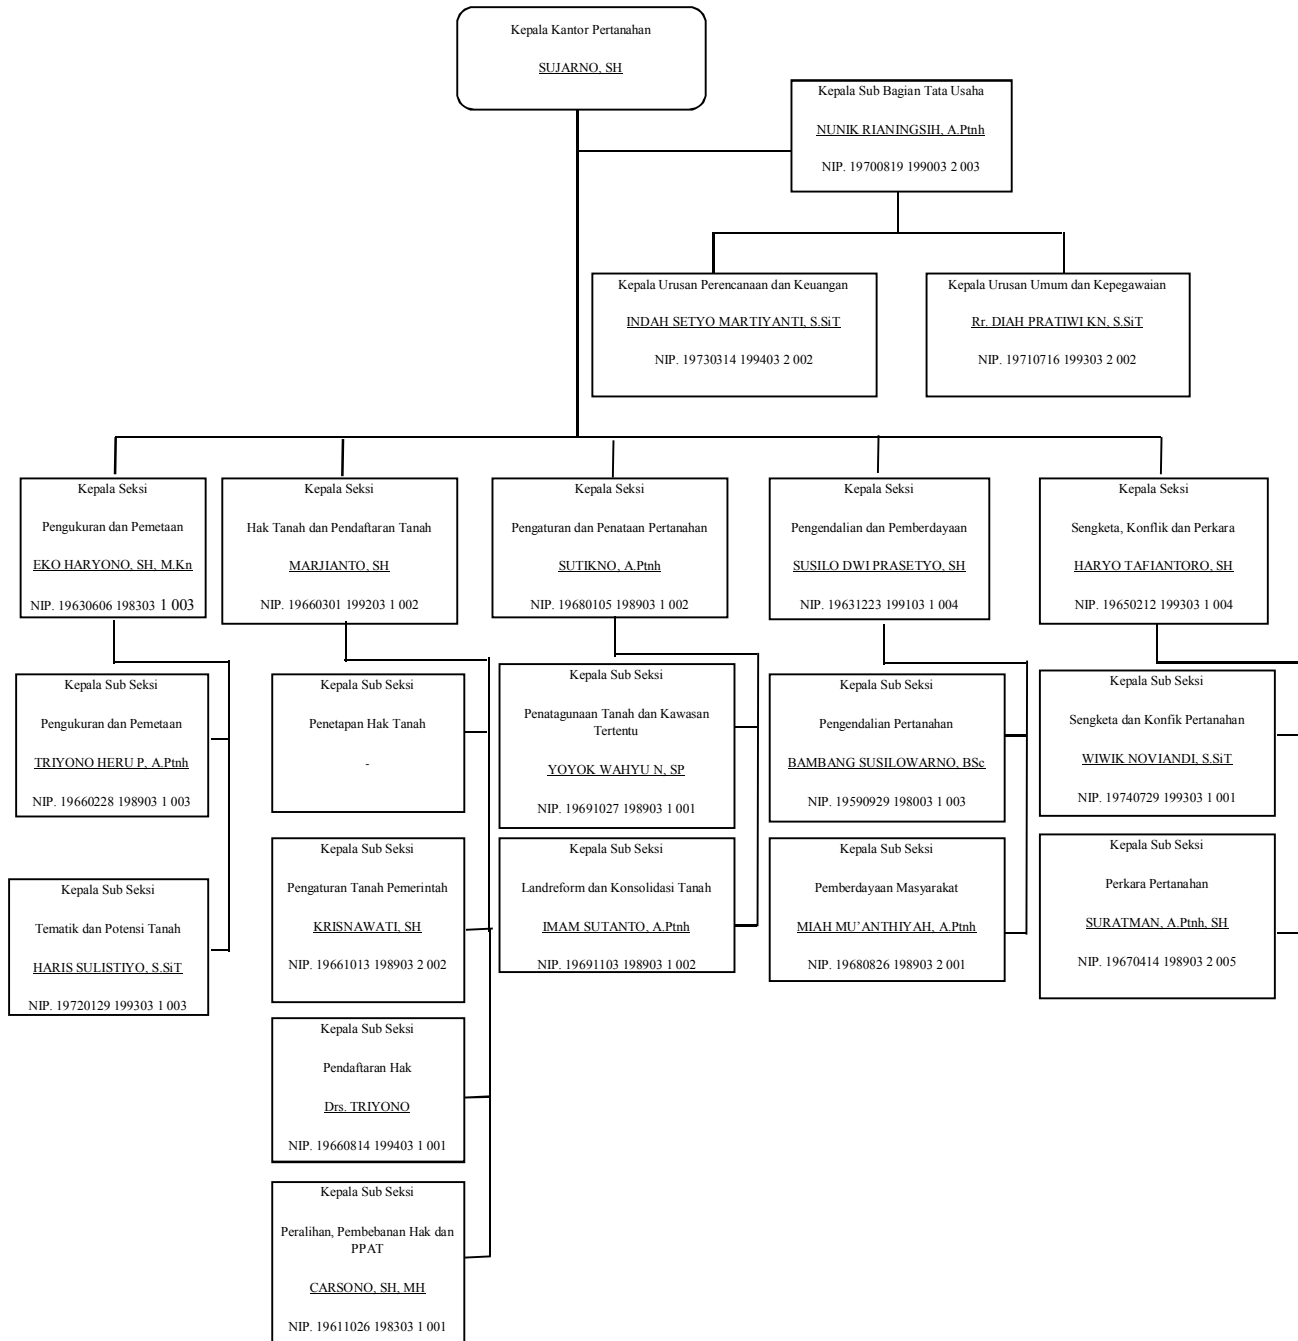 Kepala Kantor Pertanahan
SUJARNO, SH
Kepala Sub Bagian Tata Usaha
NUNIK RIANINGSIH, A.Ptnh
NIP. 19700819 199003 2 003
Kepala Urusan Perencanaan dan Keuangan
INDAH SETYO MARTIYANTI, S.SiT
NIP. 19730314 199403 2 002
Kepala Urusan Umum dan Kepegawaian
Rr. DIAH PRATIWI KN, S.SiT
NIP. 19710716 199303 2 002
Kepala Seksi
Pengukuran dan Pemetaan
EKO HARYONO, SH, M.Kn
NIP. 19630606 198303 1 003
Kepala Seksi
Hak Tanah dan Pendaftaran Tanah
MARJIANTO, SH
NIP. 19660301 199203 1 002
Kepala Seksi
Pengaturan dan Penataan Pertanahan
SUTIKNO, A.Ptnh
NIP. 19680105 198903 1 002
Kepala Seksi
Pengendalian dan Pemberdayaan
SUSILO DWI PRASETYO, SH
NIP. 19631223 199103 1 004
Kepala Seksi
Sengketa, Konflik dan Perkara
HARYO TAFIANTORO, SH
NIP. 19650212 199303 1 004
Kepala Sub Seksi
Pengukuran dan Pemetaan
TRIYONO HERU P, A.Ptnh
NIP. 19660228 198903 1 003
Kepala Sub Seksi
Penetapan Hak Tanah
-
Kepala Sub Seksi
Penatagunaan Tanah dan Kawasan
Tertentu
YOYOK WAHYU N, SP
NIP. 19691027 198903 1 001
Kepala Sub Seksi
Pengendalian Pertanahan
BAMBANG SUSILOWARNO, BSc
NIP. 19590929 198003 1 003
Kepala Sub Seksi
Sengketa dan Konfik Pertanahan
WIWIK NOVIANDI, S.SiT
NIP. 19740729 199303 1 001
Kepala Sub Seksi
Tematik dan Potensi Tanah
HARIS SULISTIYO, S.SiT
NIP. 19720129 199303 1 003
Kepala Sub Seksi
Pengaturan Tanah Pemerintah
KRISNAWATI, SH
NIP. 19661013 198903 2 002
Kepala Sub Seksi
Landreform dan Konsolidasi Tanah
IMAM SUTANTO, A.Ptnh
NIP. 19691103 198903 1 002
Kepala Sub Seksi
Pemberdayaan Masyarakat
MIAH MU’ANTHIYAH, A.Ptnh
NIP. 19680826 198903 2 001
Kepala Sub Seksi
Perkara Pertanahan
SURATMAN, A.Ptnh, SH
NIP. 19670414 198903 2 005
Kepala Sub Seksi
Pendaftaran Hak
Drs. TRIYONO
NIP. 19660814 199403 1 001
Kepala Sub Seksi
Peralihan, Pembebanan Hak dan
PPAT
CARSONO, SH, MH
NIP. 19611026 198303 1 001